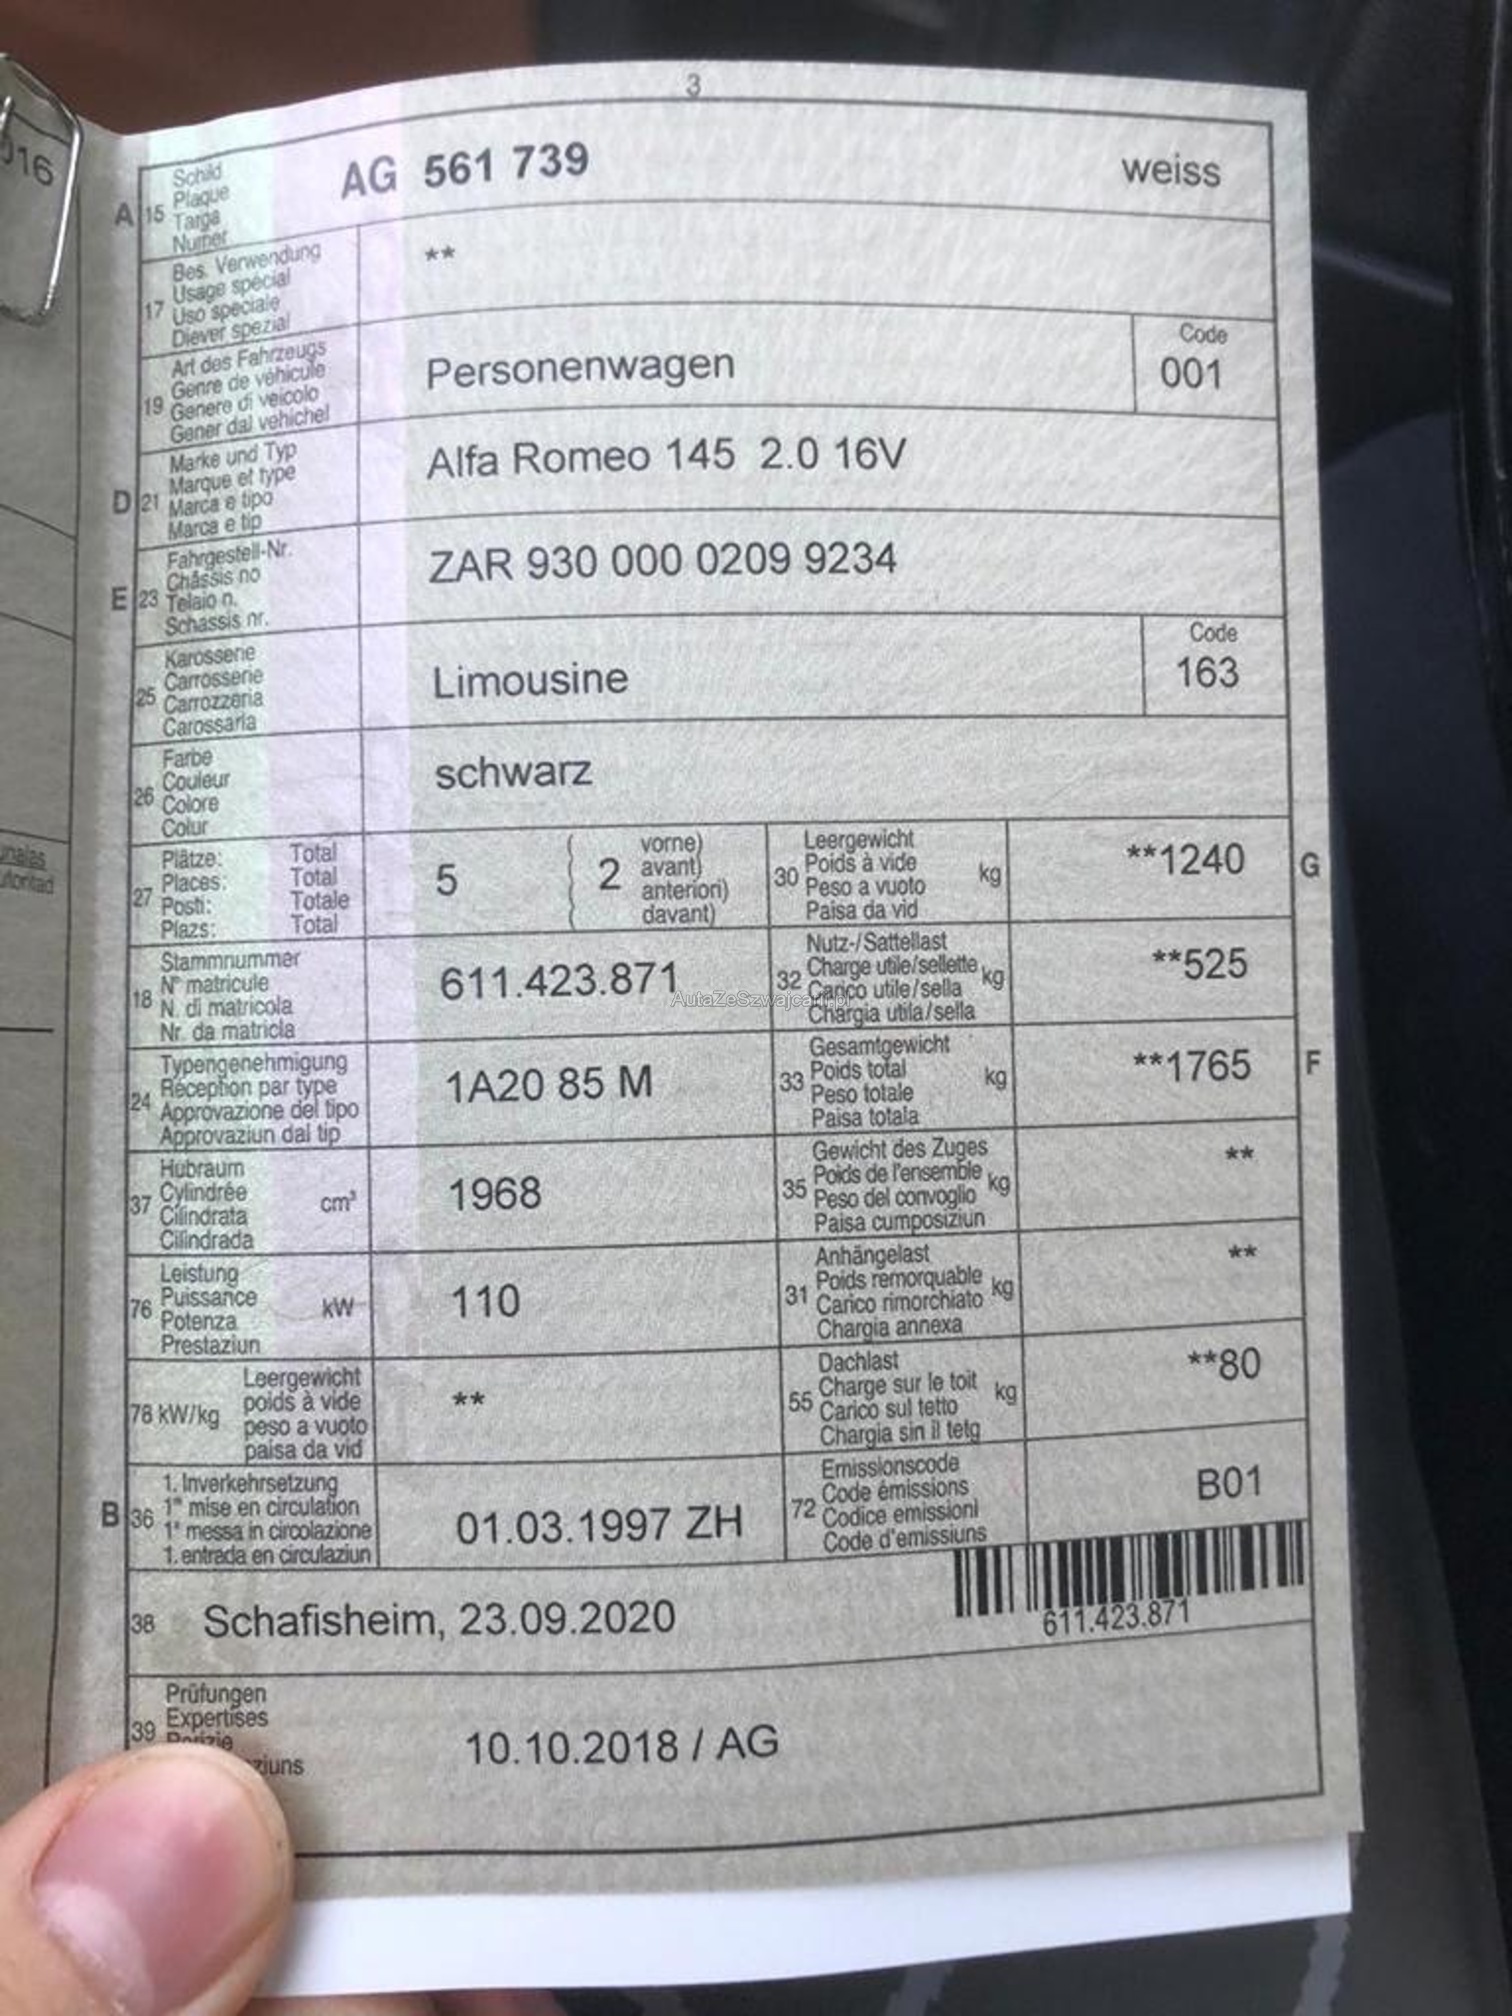 3
016
A 15 Schild
Plaque
Targa
Numer
AG 561 739 weiss
17 Bes. Verwendung
Usage spécial
Uso speciale
Diever spezial
**
19 Art des Fahrzeugs
Genre de véhicule
Genere di veicolo
Gener dal vehichel
Personenwagen
Code
001
D 21 Marke und Typ
Marque et type
Marca e tipo
Marca e tip
Alfa Romeo 145 2.0 16V
E 23 Fahrgestell-Nr.
Châssis no
Telaio n.
Schassis nr.
ZAR 930 000 0209 9234
25 Karosserie
Carrosserie
Carrozzeria
Carossaria
Limousine
Code
163
26 Farbe
Couleur
Colore
Colur
schwarz
27 Plätze: Total
Places: Total
Posti: Totale
Plazs: Total
5 ( 2 vorne)
avant)
anteriori)
( davant)
30 Leergewicht
Poids à vide
Peso a vuoto
Paisa da vid
kg **1240 G
18 Stammnummer
N° matricule
N. di matricola
Nr. da matricla
611.423.871
32 Nutz-/Sattellast
Charge utile/sellette
Carico utile/sella
Chargia utila/sella
kg **525
AutaZeSzwajcarii.pl
24 Typengenehmigung
Réception par type
Approvazione del tipo
Approvaziun dal tip
1A20 85 M
33 Gesamtgewicht
Poids total
Peso totale
Paisa totala
kg **1765 F
37 Hubraum
Cylindrée
Cilindrata
Cilindrada
cm³ 1968
35 Gewicht des Zuges
Poids de l'ensemble
Peso del convoglio
Paisa cumposiziun
kg **
76 Leistung
Puissance
Potenza
Prestaziun
kW 110
31 Anhängelast
Poids remorquable
Carico rimorchiato
Chargia annexa
kg **
78 kW/kg Leergewicht
poids à vide
peso a vuoto
paisa da vid
**
55 Dachlast
Charge sur le toit
Carico sul tetto
Chargia sin il tetg
kg **80
B 36 1. Inverkehrsetzung
1re mise en circulation
1a messa in circolazione
1. entrada en circulaziun
01.03.1997 ZH
72 Emissionscode
Code émissions
Codice emissioni
Code d'emissiuns
B01
38 Schafisheim, 23.09.2020
611.423.871
39 Prüfungen
Expertises
Perizie
ziuns
10.10.2018 / AG